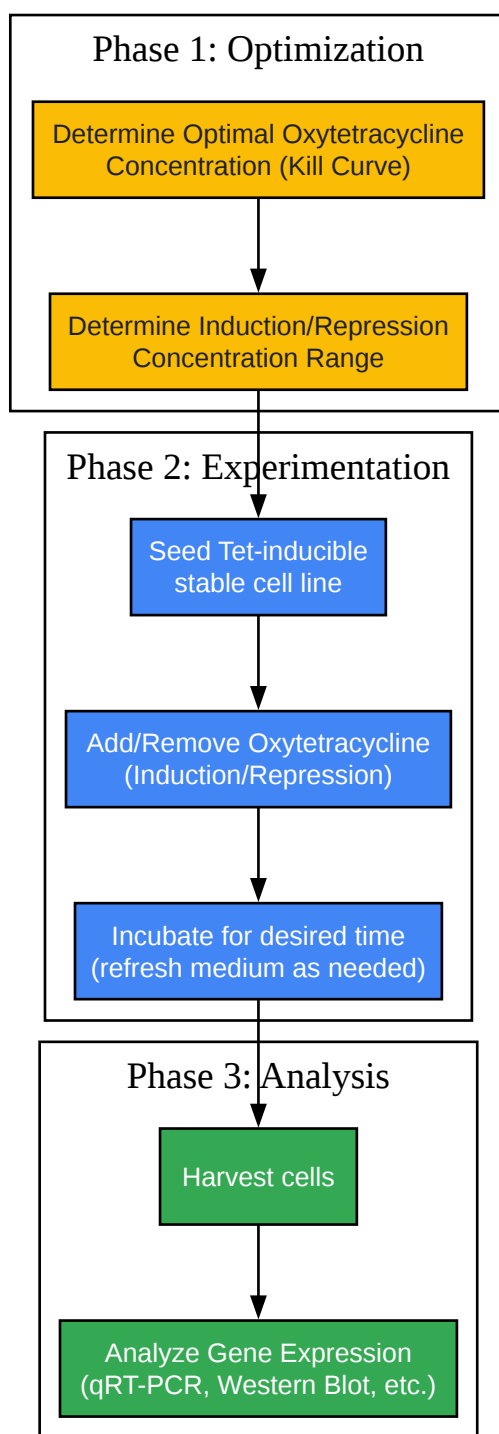 Phase 1: Optimization
Determine Optimal Oxytetracycline
Concentration (Kill Curve)
Determine Induction/Repression
Concentration Range
Phase 2: Experimentation
Seed Tet-inducible
stable cell line
Add/Remove Oxytetracycline
(Induction/Repression)
Incubate for desired time
(refresh medium as needed)
Phase 3: Analysis
Harvest cells
Analyze Gene Expression
(qRT-PCR, Western Blot, etc.)